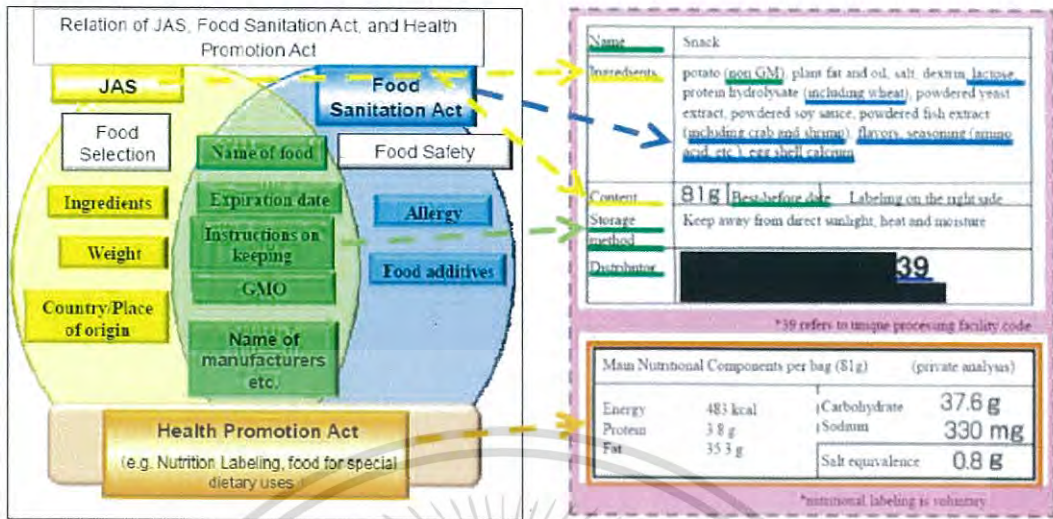 Relation of JAS, Food Sanitation Act, and Health
Promotion Act
JAS
Food
Sanitation Act
Food
Selection
Name of food
Food Safety
Ingredients
Expiration date
Allergy
Weight
Instructions on
keeping
Food additives
GMO
Country/Place
of origin
Name of
manufacturers
etc.
Health Promotion Act
(e.g. Nutrition Labeling, food for special
dietary uses.)
Name Snack
Ingredients potato (non GM), plant fat and oil, salt, dextrin, lactose,
protein hydrolysate (including wheat), powdered yeast
extract, powdered soy sauce, powdered fish extract
(including crab and shrimp), flavors, seasoning (amino
acid, etc.), egg shell calcium
Content 81g Best-before date Labeling on the right side
Storage Keep away from direct sunlight, heat and moisture
method
Distributor 39
*39 refers to unique processing facility code
Main Nutritional Components per bag (81g) (private analysis)
Energy 483 kcal Carbohydrate 37.6 g
Protein 3.8 g Sodium 330 mg
Fat 35.3 g
Salt equivalence 0.8 g
*nutritional labeling is voluntary